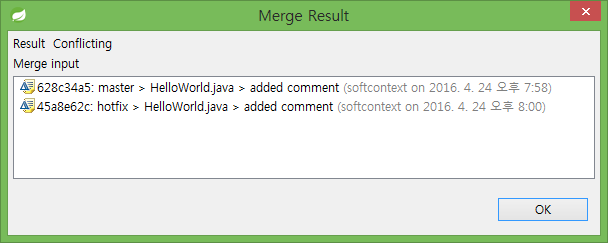 Merge Result
Result Conflicting
Merge input
628c34a5: master > HelloWorld.java > added comment (softcontext on 2016. 4. 24 오후 7:58)
45a8e62c: hotfix > HelloWorld.java > added comment (softcontext on 2016. 4. 24 오후 8:00)
OK